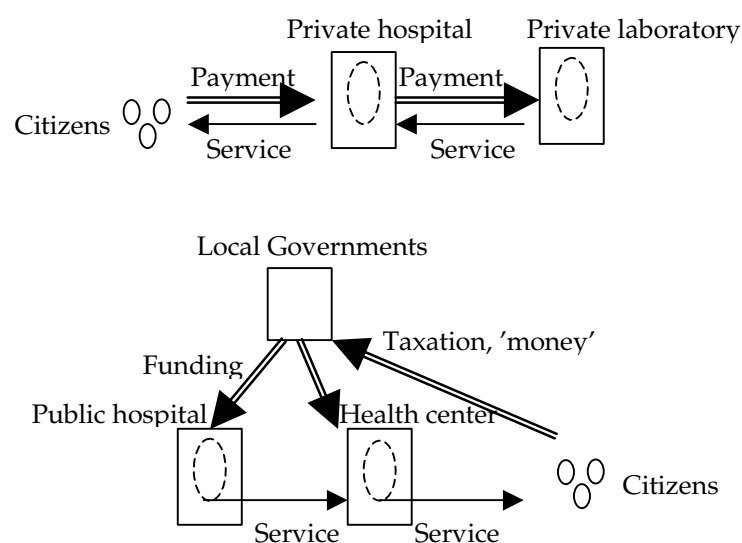 Private hospital
Private laboratory
Payment
Payment
Citizens
Service
Service
Local Governments
Taxation, ’money’
Funding
Public hospital
Health center
Citizens
Service
Service